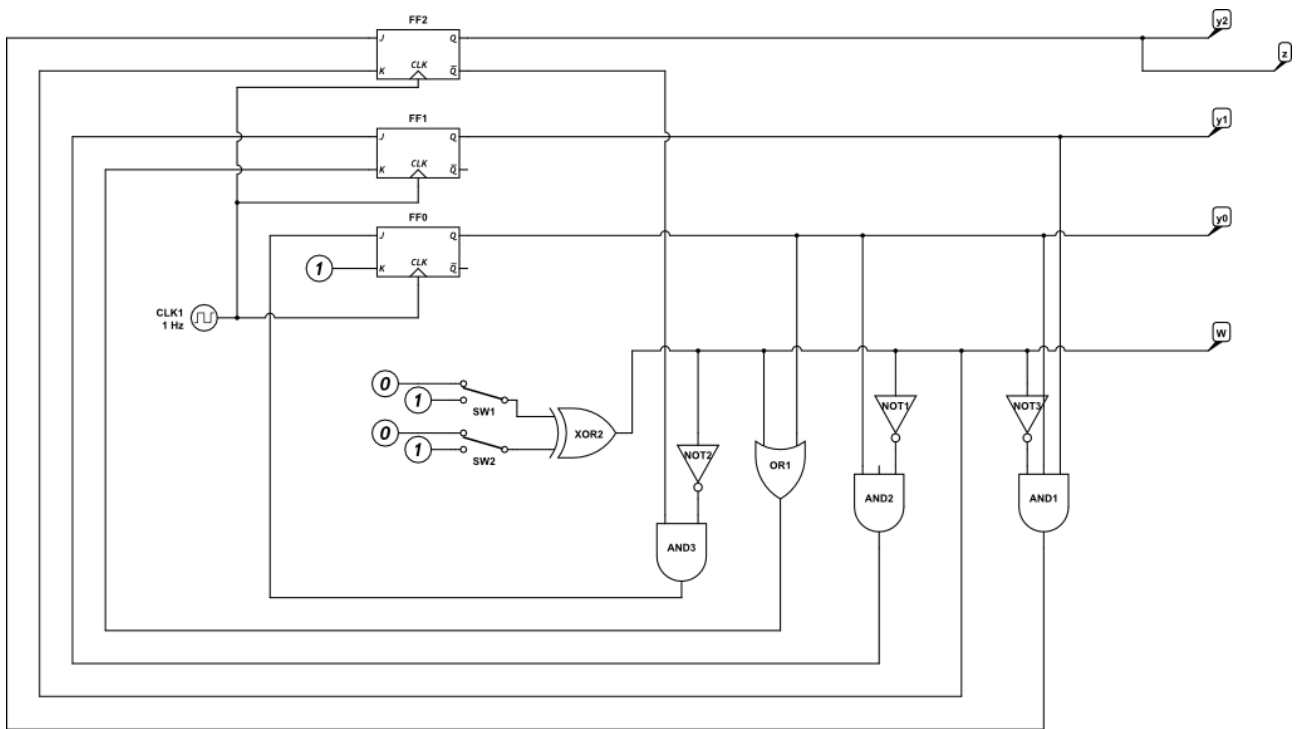 FF2
y2
J
Q
z
K
CLK
Q̅
FF1
y1
J
Q
K
CLK
Q̅
FF0
y0
J
Q
1
K
CLK
Q̅
CLK1
1 Hz
W
0
1
SW1
NOT1
NOT3
XOR2
0
1
SW2
NOT2
OR1
AND2
AND1
AND3